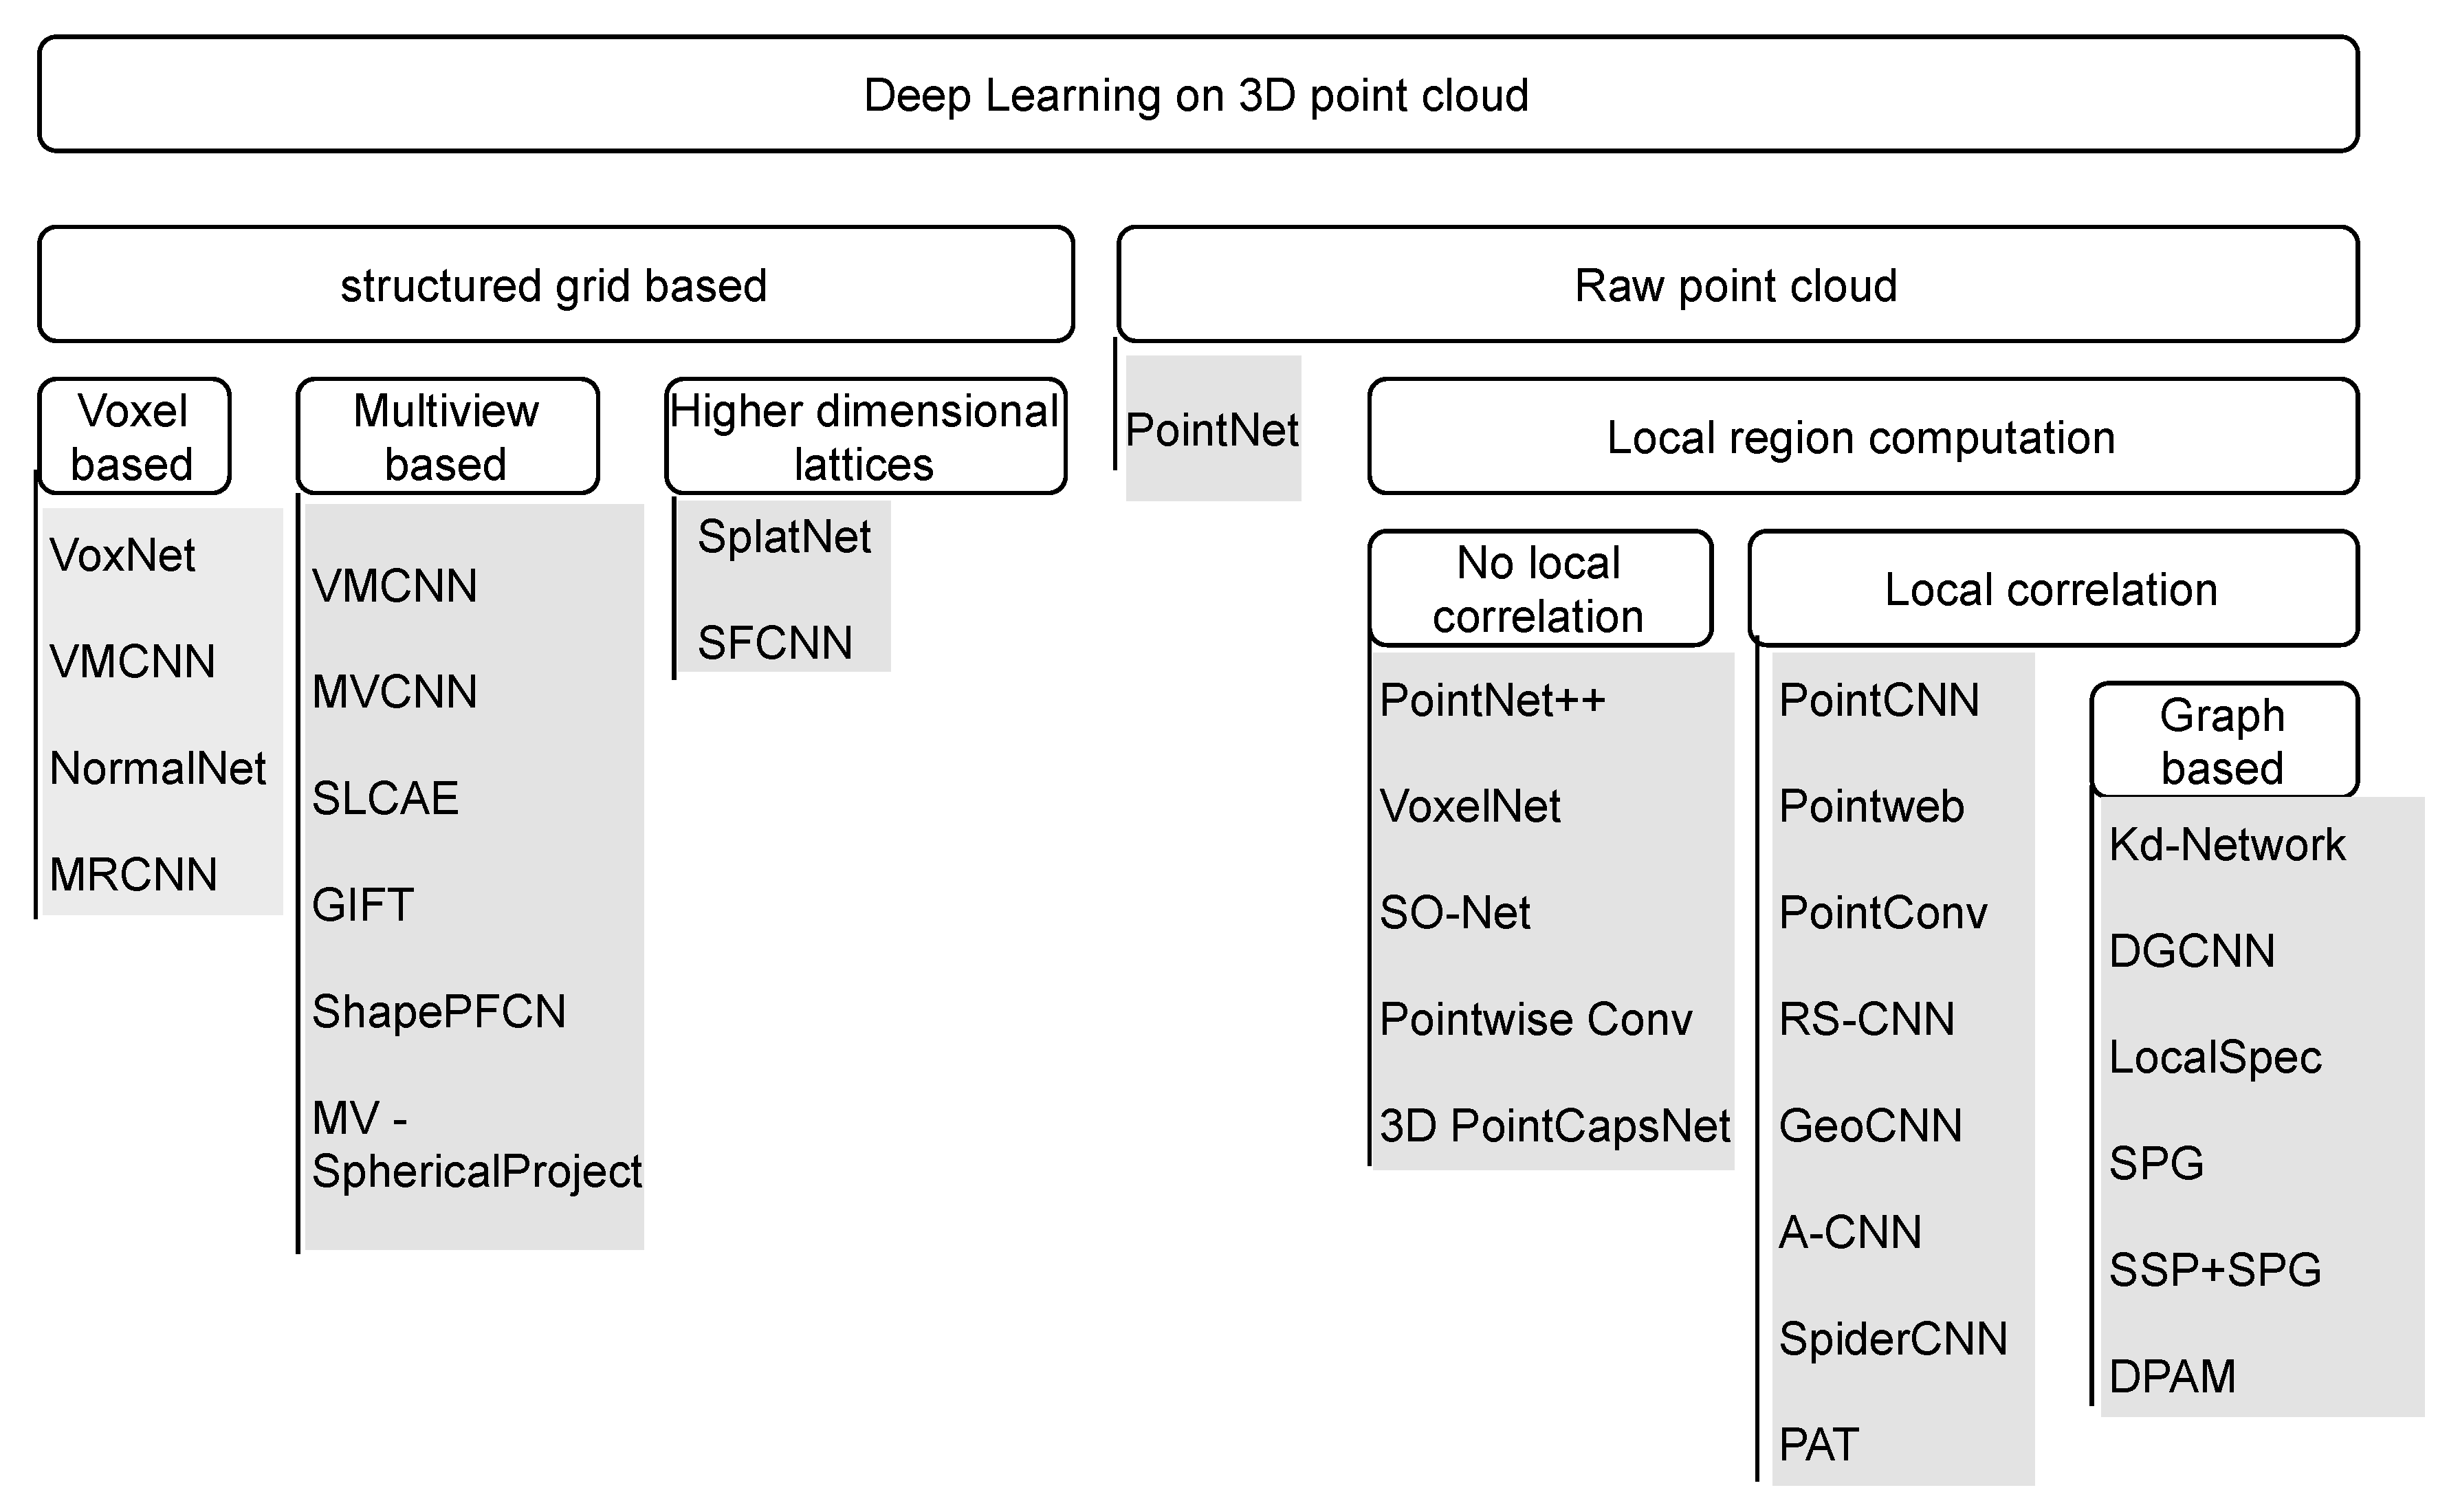 Deep Learning on 3D point cloud
structured grid based
Raw point cloud
Voxel
based
Multiview
based
Higher dimensional
lattices
PointNet
Local region computation
VoxNet
VMCNN
NormalNet
MRCNN
VMCNN
MVCNN
SLCAE
GIFT
ShapePFCN
MV -
SphericalProject
SplatNet
SFCNN
No local
correlation
Local correlation
PointNet++
VoxelNet
SO-Net
Pointwise Conv
3D PointCapsNet
PointCNN
Pointweb
PointConv
RS-CNN
GeoCNN
A-CNN
SpiderCNN
PAT
Graph
based
Kd-Network
DGCNN
LocalSpec
SPG
SSP+SPG
DPAM